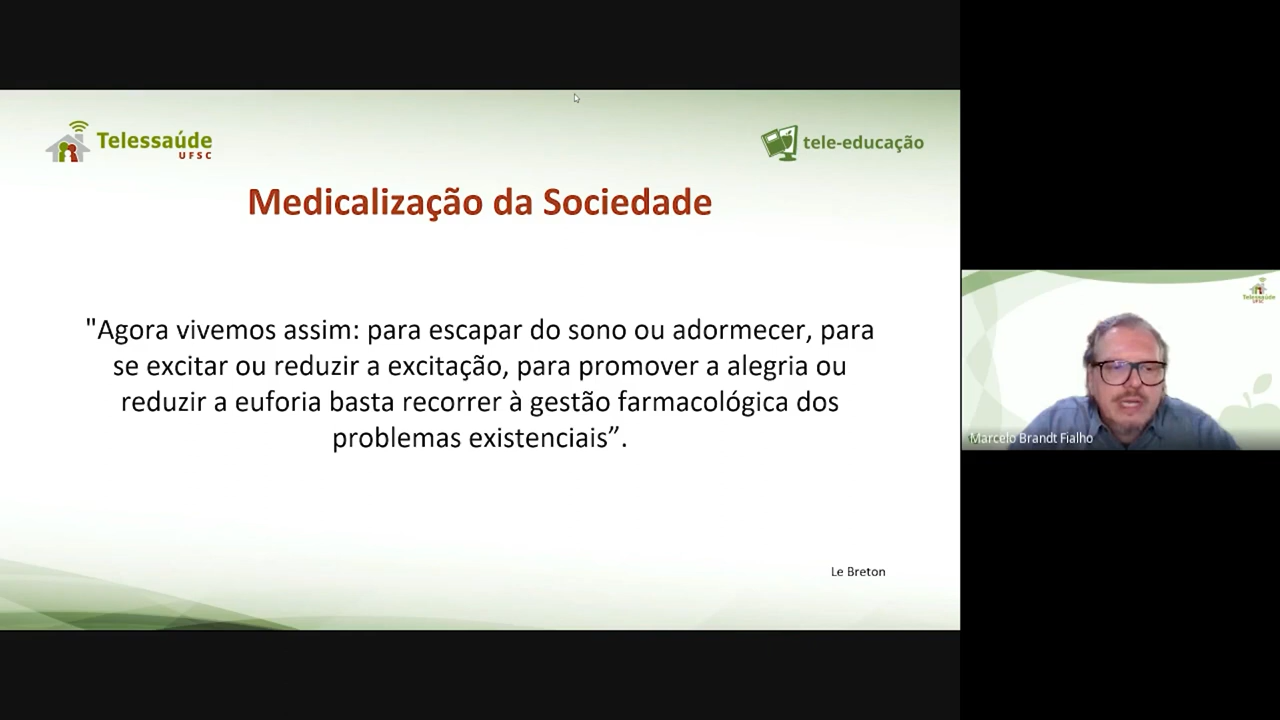 Telessaúde
UFSC
tele-educação
Medicalização da Sociedade
"Agora vivemos assim: para escapar do sono ou adormecer, para
se excitar ou reduzir a excitação, para promover a alegria ou
reduzir a euforia basta recorrer à gestão farmacológica dos
problemas existenciais”.
Le Breton
Telessaúde
UFSC
Marcelo Brandt Fialho